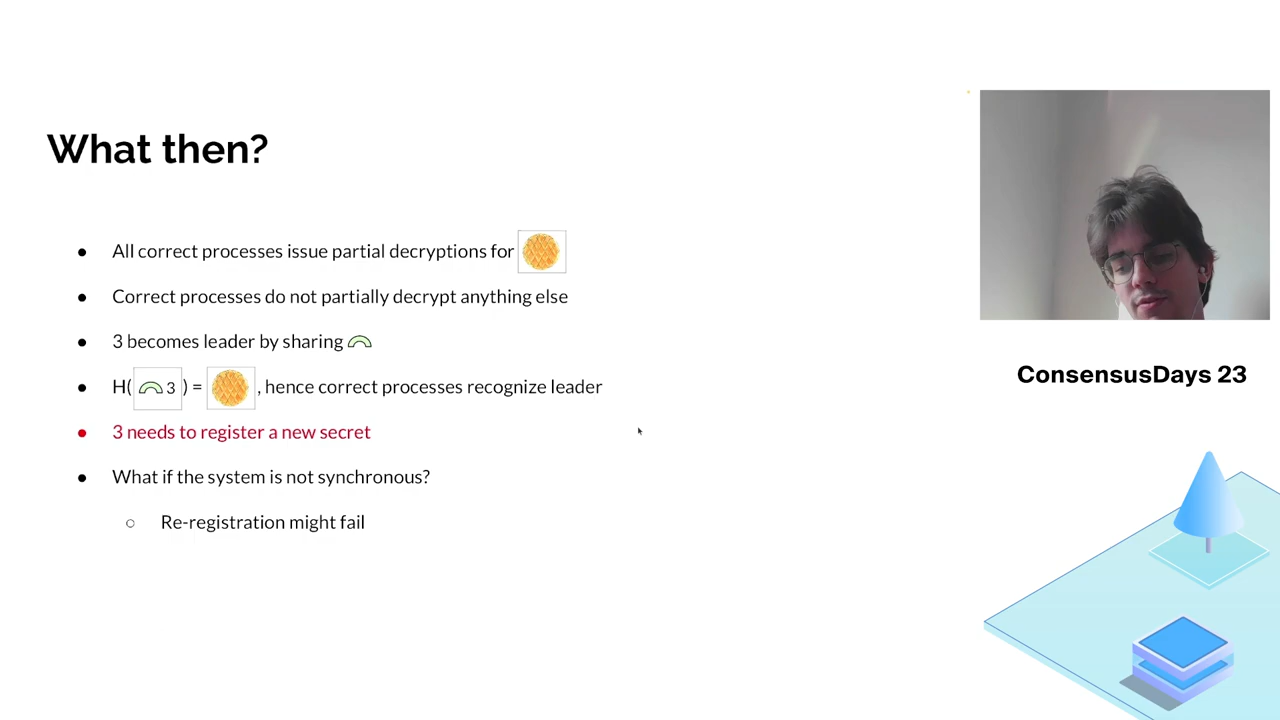 What then?
All correct processes issue partial decryptions for
Correct processes do not partially decrypt anything else
3 becomes leader by sharing
H( 3 ) = , hence correct processes recognize leader
3 needs to register a new secret
What if the system is not synchronous?
Re-registration might fail
ConsensusDays 23